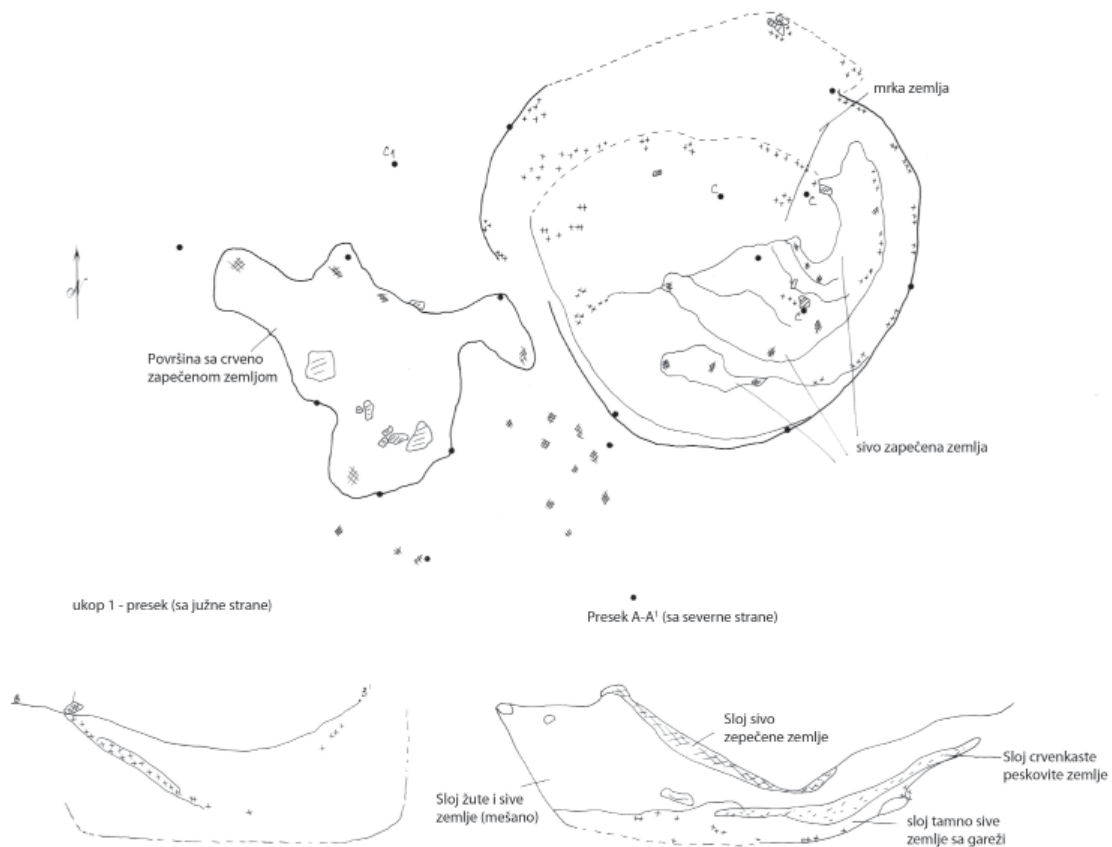 mrka zemlja
C1
C
C
Površina sa crveno
zapečenom zemljom
C
sivo zapečena zemlja
ukop 1 - presek (sa južne strane)
Presek A-A¹ (sa severne strane)
B
B'
Sloj sivo
zepečene zemlje
Sloj crvenkaste
peskovite zemlje
Sloj žute i sive
zemlje (mešano)
sloj tamno sive
zemlje sa gareži